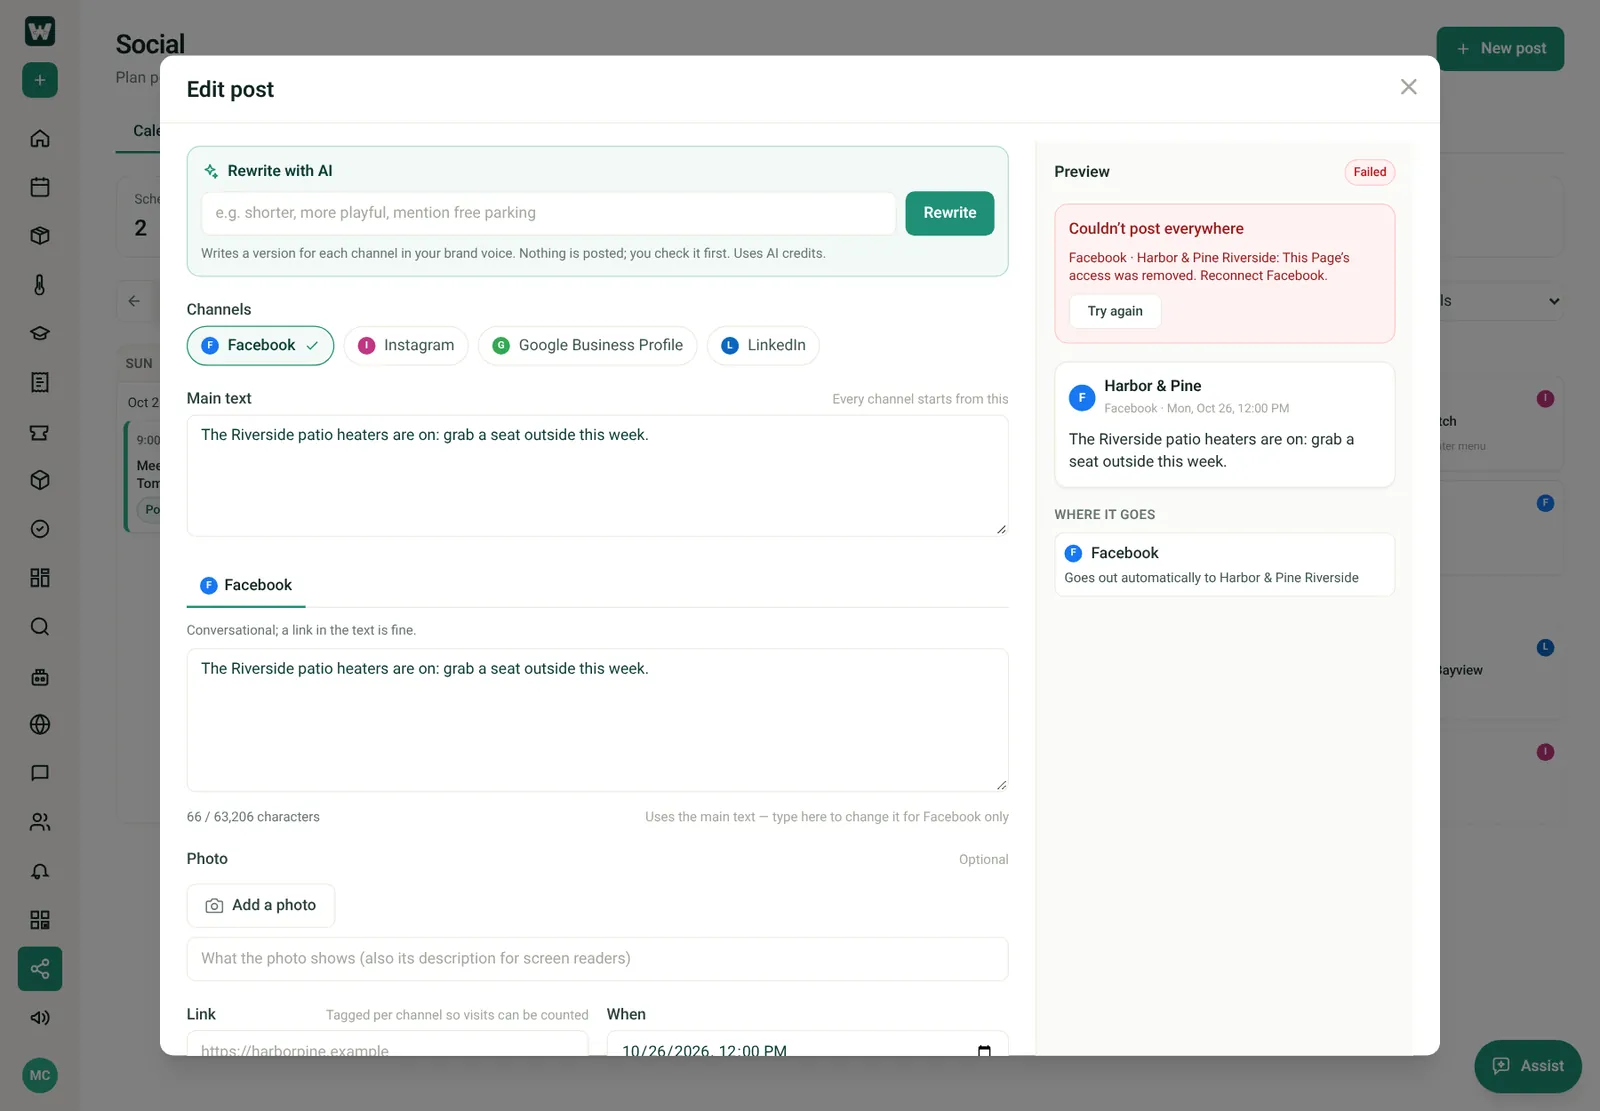 W
Social
Plan p
+ New post
Cale
Sche
2
ls
SUN
Oct 2
9:00
Mee
Tom
Po
tch
ter menu
Bayview
I
F
L
I
MC
Assist
Edit post
Rewrite with AI
e.g. shorter, more playful, mention free parking
Rewrite
Writes a version for each channel in your brand voice. Nothing is posted; you check it first. Uses AI credits.
Channels
F Facebook
I Instagram
G Google Business Profile
L LinkedIn
Main text
Every channel starts from this
The Riverside patio heaters are on: grab a seat outside this week.
F Facebook
Conversational; a link in the text is fine.
The Riverside patio heaters are on: grab a seat outside this week.
66 / 63,206 characters
Uses the main text — type here to change it for Facebook only
Photo
Optional
Add a photo
What the photo shows (also its description for screen readers)
Link
Tagged per channel so visits can be counted
https://harborpine.example
When
10/26/2026, 12:00 PM
Preview
Failed
Couldn’t post everywhere
Facebook · Harbor & Pine Riverside: This Page’s
access was removed. Reconnect Facebook.
Try again
F
Harbor & Pine
Facebook · Mon, Oct 26, 12:00 PM
The Riverside patio heaters are on: grab a
seat outside this week.
WHERE IT GOES
F Facebook
Goes out automatically to Harbor & Pine Riverside